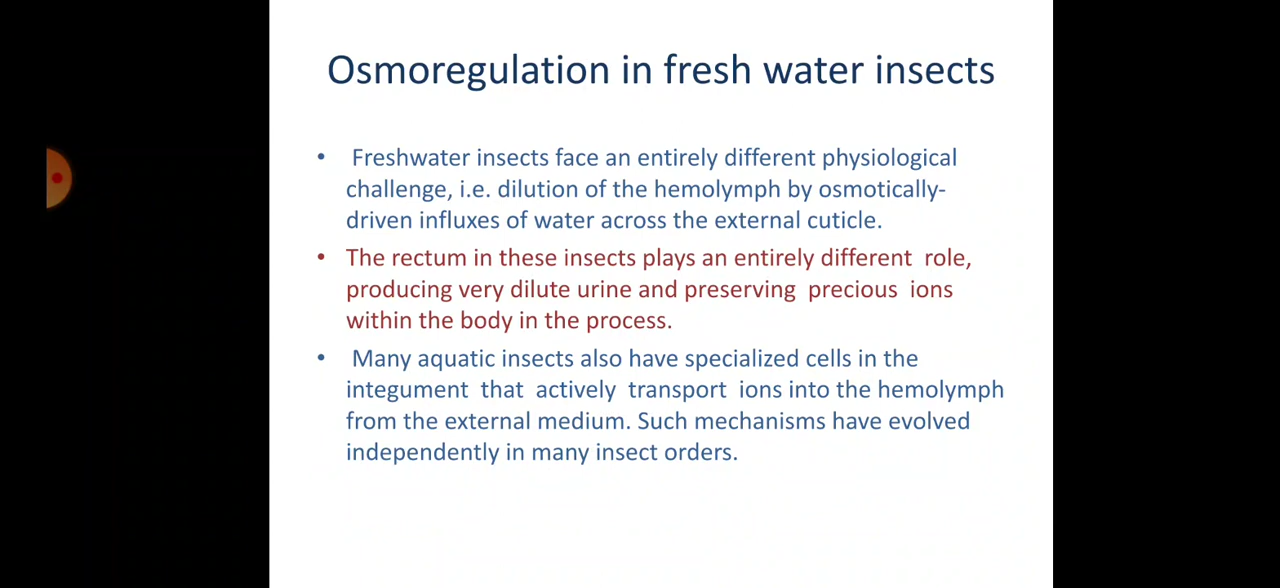 Osmoregulation in fresh water insects
• Freshwater insects face an entirely different physiological
challenge, i.e. dilution of the hemolymph by osmotically-
driven influxes of water across the external cuticle.
• The rectum in these insects plays an entirely different role,
producing very dilute urine and preserving precious ions
within the body in the process.
• Many aquatic insects also have specialized cells in the
integument that actively transport ions into the hemolymph
from the external medium. Such mechanisms have evolved
independently in many insect orders.